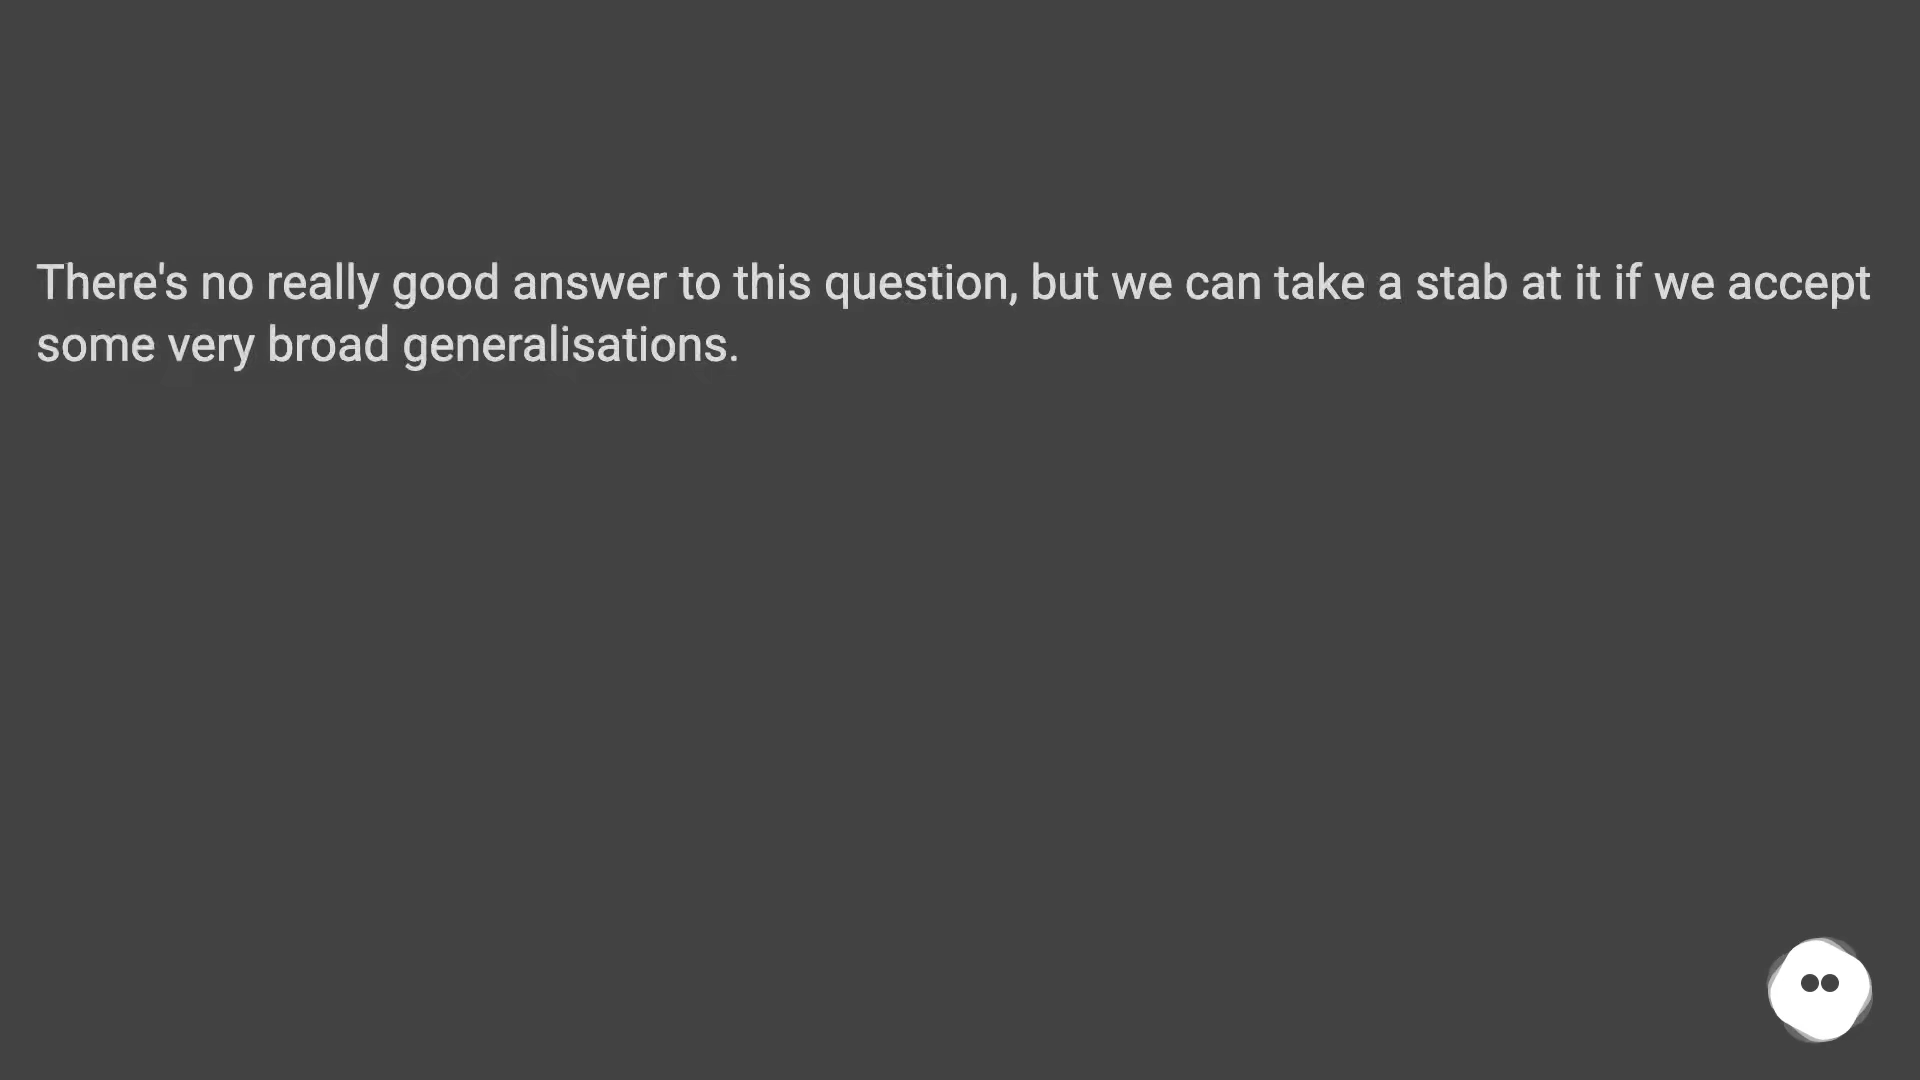 There's no really good answer to this question, but we can take a stab at it if we accept
some very broad generalisations.